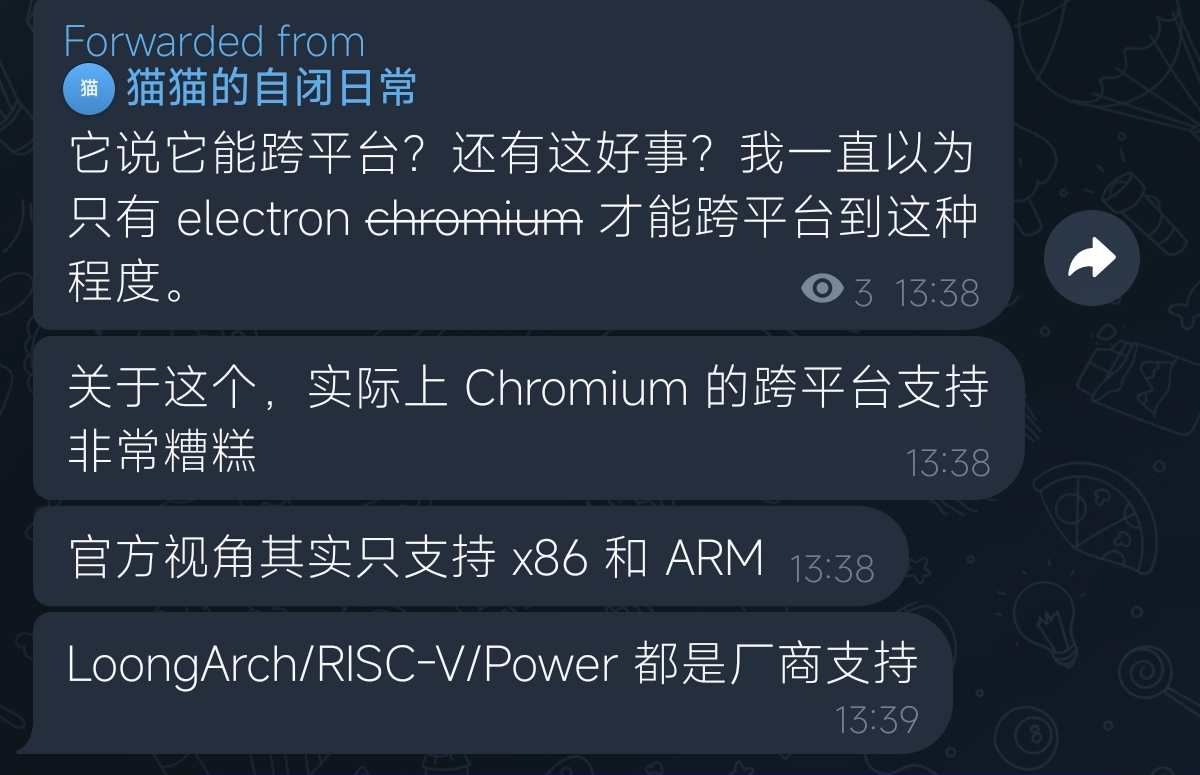 Forwarded from
猫 猫猫的自闭日常
它说它能跨平台？还有这好事？我一直以为
只有 electron chromium 才能跨平台到这种
程度。
3 13:38
关于这个，实际上 Chromium 的跨平台支持
非常糟糕
13:38
官方视角其实只支持 x86 和 ARM 13:38
LoongArch/RISC-V/Power 都是厂商支持
13:39